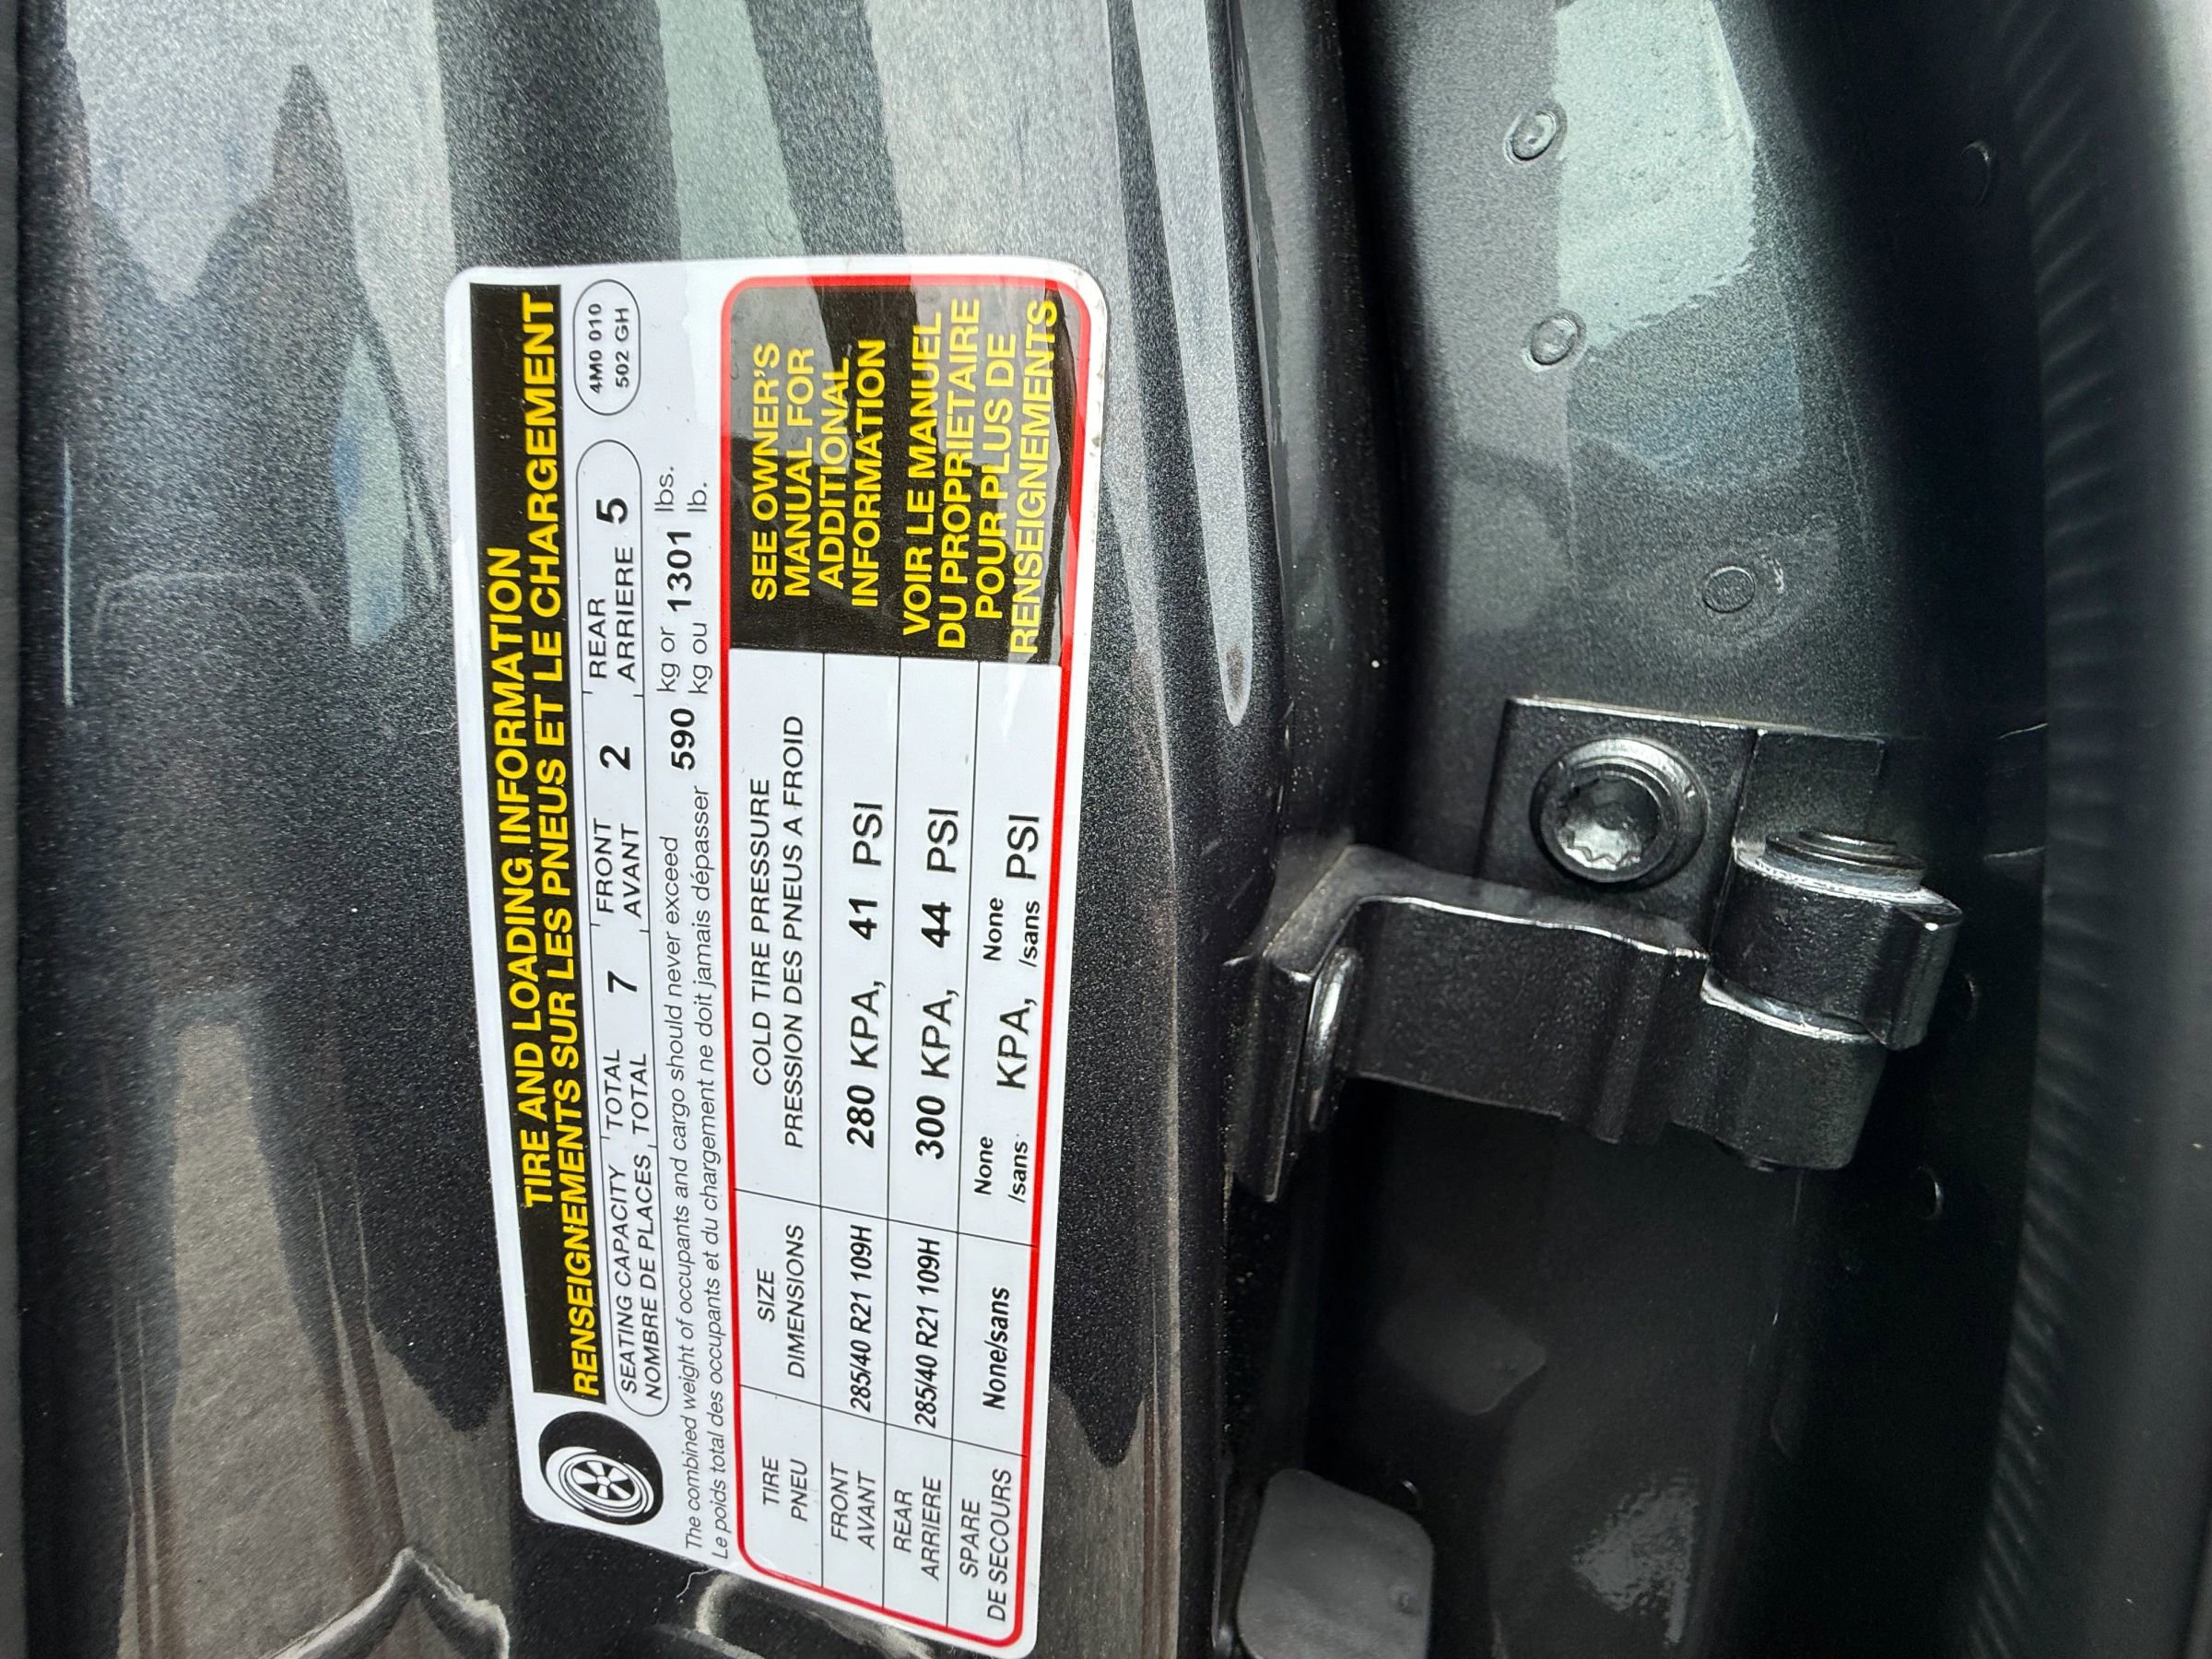 TIRE AND LOADING INFORMATION
RENSEIGNEMENTS SUR LES PNEUS ET LE CHARGEMENT
SEATING CAPACITY TOTAL 7 FRONT 2 REAR 5
NOMBRE DE PLACES TOTAL AVANT ARRIERE
4M0 010
502 GH
The combined weight of occupants and cargo should never exceed 590 kg or 1301 lbs.
Le poids total des occupants et du chargement ne doit jamais dépasser kg ou lb.
TIRE SIZE COLD TIRE PRESSURE
PNEU DIMENSIONS PRESSION DES PNEUS A FROID
FRONT
AVANT 285/40 R21 109H 280 KPA, 41 PSI
REAR
ARRIERE 285/40 R21 109H 300 KPA, 44 PSI
SPARE None None
DE SECOURS None/sans /sans KPA, /sans PSI
SEE OWNER'S
MANUAL FOR
ADDITIONAL
INFORMATION
VOIR LE MANUEL
DU PROPRIETAIRE
POUR PLUS DE
RENSEIGNEMENTS